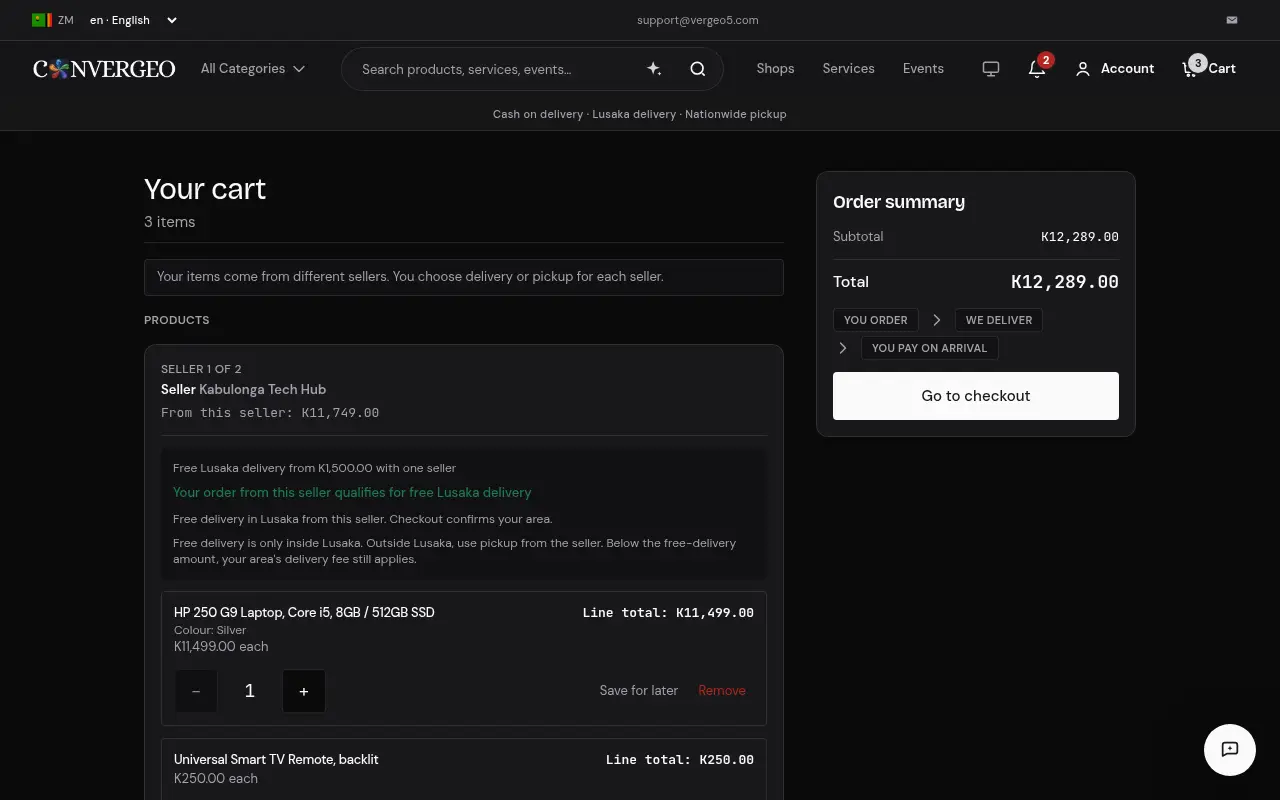 ZM
en · English
support@vergeo5.com
CONVERGEO
All Categories
Search products, services, events...
Shops
Services
Events
2
Account
3
Cart
Cash on delivery · Lusaka delivery · Nationwide pickup
Your cart
3 items
Your items come from different sellers. You choose delivery or pickup for each seller.
PRODUCTS
SELLER 1 OF 2
Seller Kabulonga Tech Hub
From this seller: K11,749.00
Free Lusaka delivery from K1,500.00 with one seller
Your order from this seller qualifies for free Lusaka delivery
Free delivery in Lusaka from this seller. Checkout confirms your area.
Free delivery is only inside Lusaka. Outside Lusaka, use pickup from the seller. Below the free-delivery
amount, your area's delivery fee still applies.
HP 250 G9 Laptop, Core i5, 8GB / 512GB SSD
Line total: K11,499.00
Colour: Silver
K11,499.00 each
− 1 +
Save for later
Remove
Universal Smart TV Remote, backlit
Line total: K250.00
K250.00 each
Order summary
Subtotal K12,289.00
Total K12,289.00
YOU ORDER
WE DELIVER
YOU PAY ON ARRIVAL
Go to checkout